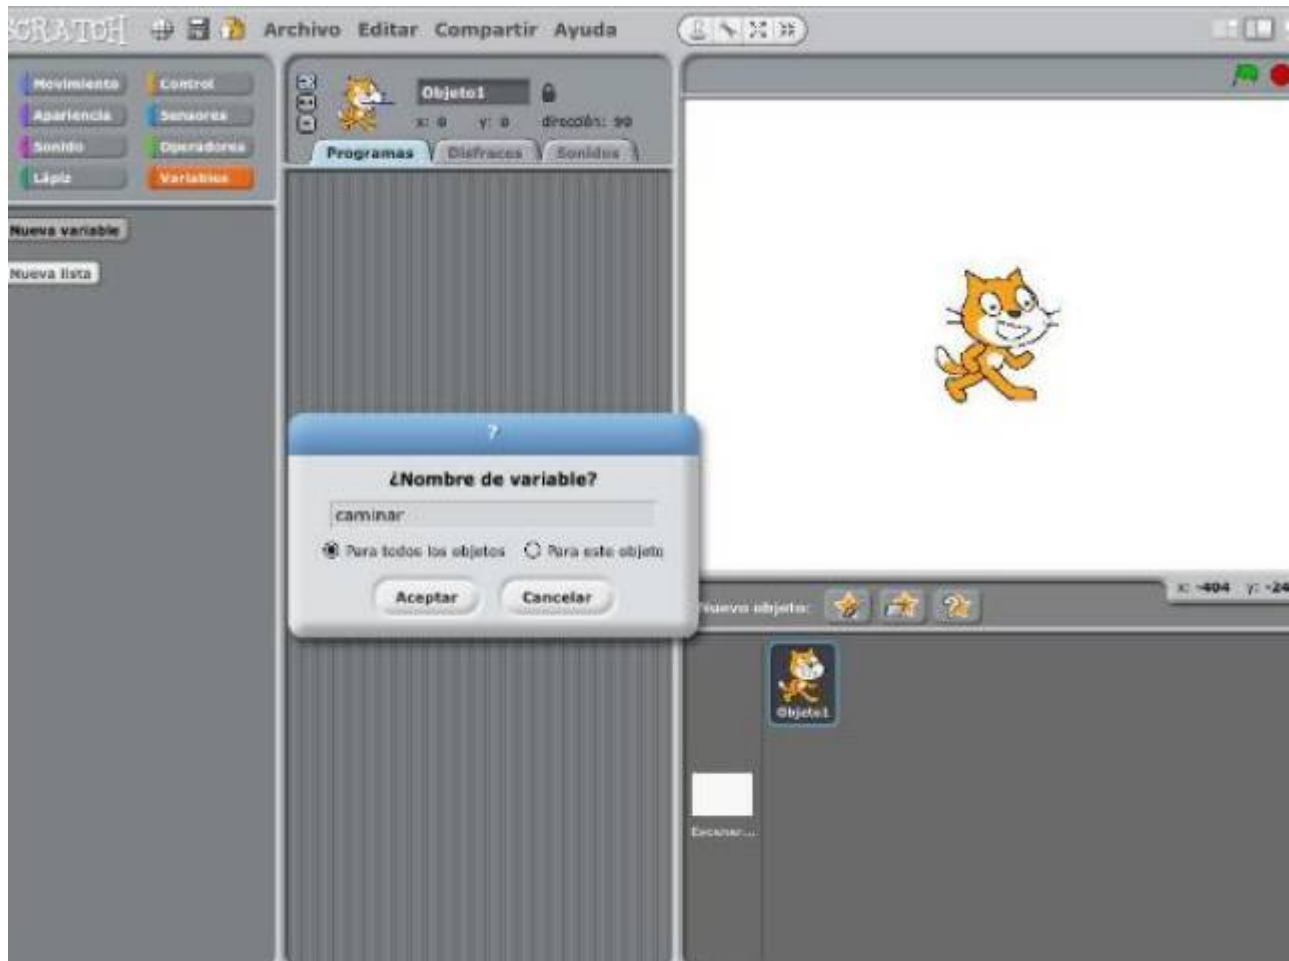 SCRATCH Archivo Editar Compartir Ayuda
Movimiento Control
Apariencia Sensores
Sonido Operadores
Lápiz Variables
Nueva variable
Nueva lista
Objeto1
x: 0 y: 0 dirección: 90
Programas Disfraces Sonidos
?
¿Nombre de variable?
caminar
Para todos los objetos Para este objeto
Aceptar Cancelar
x: -404 y: -24
Nuevo objeto:
Objeto1
Escenar...